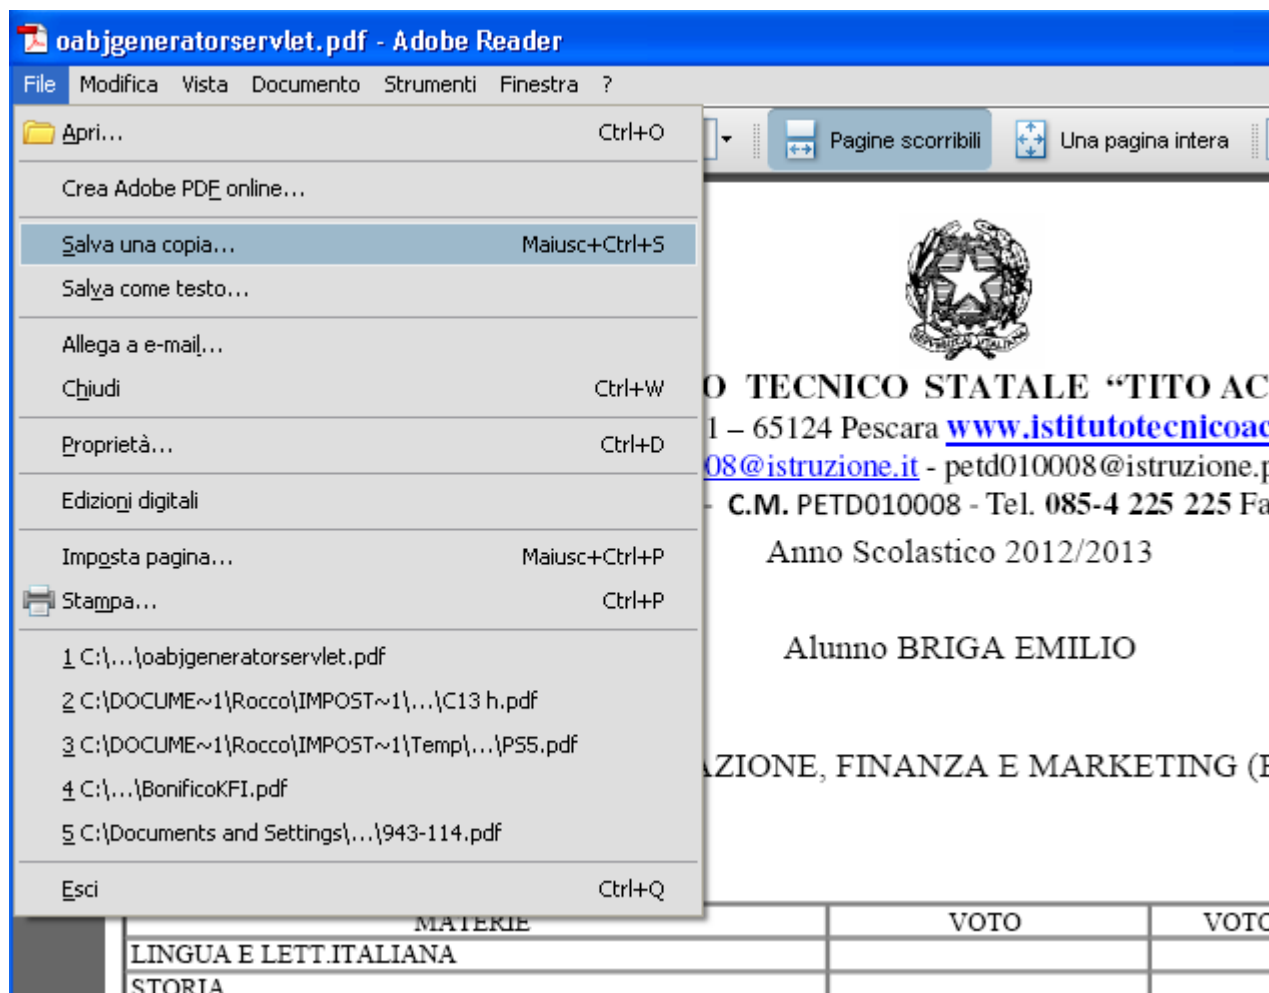 oabjgeneratorservlet.pdf - Adobe Reader
File Modifica Vista Documento Strumenti Finestra ?
Apri... Ctrl+O
Pagine scorribili Una pagina intera
Crea Adobe PDF online...
Salva una copia... Maiusc+Ctrl+S
Salva come testo...
Allega a e-mail...
Chiudi Ctrl+W
Proprietà... Ctrl+D
Edizioni digitali
Imposta pagina... Maiusc+Ctrl+P
Stampa... Ctrl+P
1 C:\...\oabjgeneratorservlet.pdf
2 C:\DOCUME~1\Rocco\IMPOST~1\...\C13 h.pdf
3 C:\DOCUME~1\Rocco\IMPOST~1\Temp\...\PS5.pdf
4 C:\...\BonificoKFI.pdf
5 C:\Documents and Settings\...\943-114.pdf
Esci Ctrl+Q
REPVBBLICA ITALIANA
O TECNICO STATALE “TITO AC
1 – 65124 Pescara www.istitutotecnicoac
08@istruzione.it - petd010008@istruzione.p
- C.M. PETD010008 - Tel. 085-4 225 225 Fa
Anno Scolastico 2012/2013
Alunno BRIGA EMILIO
AZIONE, FINANZA E MARKETING (
MATERIE VOTO VOTO
LINGUA E LETT.ITALIANA
STORIA